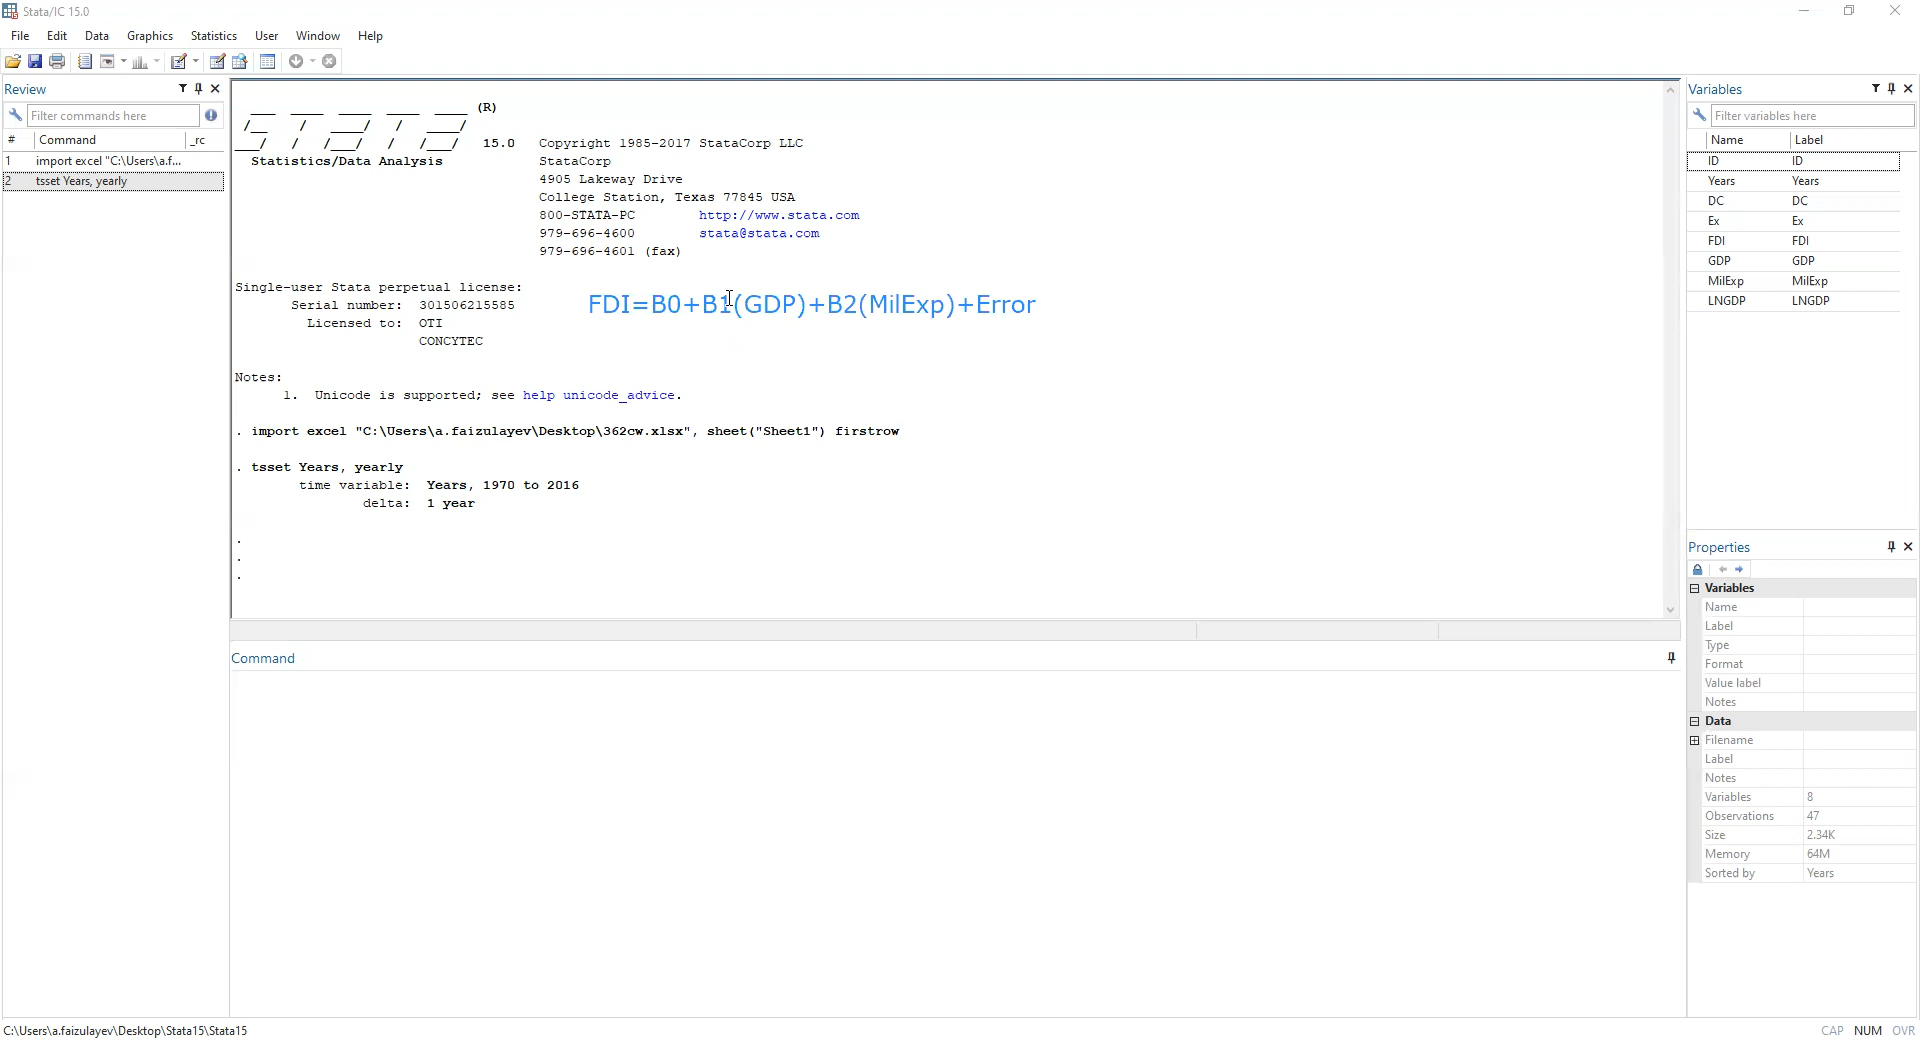 Stata/IC 15.0
File Edit Data Graphics Statistics User Window Help
Review
Filter commands here
# Command _rc
1 import excel "C:\Users\a.f...
2 tsset Years, yearly
(R)
15.0 Copyright 1985-2017 StataCorp LLC
Statistics/Data Analysis StataCorp
4905 Lakeway Drive
College Station, Texas 77845 USA
800-STATA-PC http://www.stata.com
979-696-4600 stata@stata.com
979-696-4601 (fax)
Single-user Stata perpetual license:
Serial number: 301506215585
Licensed to: OTI
CONCYTEC
FDI=B0+B1(GDP)+B2(MilExp)+Error
Notes:
1. Unicode is supported; see help unicode_advice.
. import excel "C:\Users\a.faizulayev\Desktop\362cw.xlsx", sheet("Sheet1") firstrow
. tsset Years, yearly
time variable: Years, 1970 to 2016
delta: 1 year
.
.
.
Command
Variables
Filter variables here
Name Label
ID ID
Years Years
DC DC
Ex Ex
FDI FDI
GDP GDP
MilExp MilExp
LNGDP LNGDP
Properties
Variables
Name
Label
Type
Format
Value label
Notes
Data
Filename
Label
Notes
Variables 8
Observations 47
Size 2.34K
Memory 64M
Sorted by Years
C:\Users\a.faizulayev\Desktop\Stata15\Stata15
CAP NUM OVR